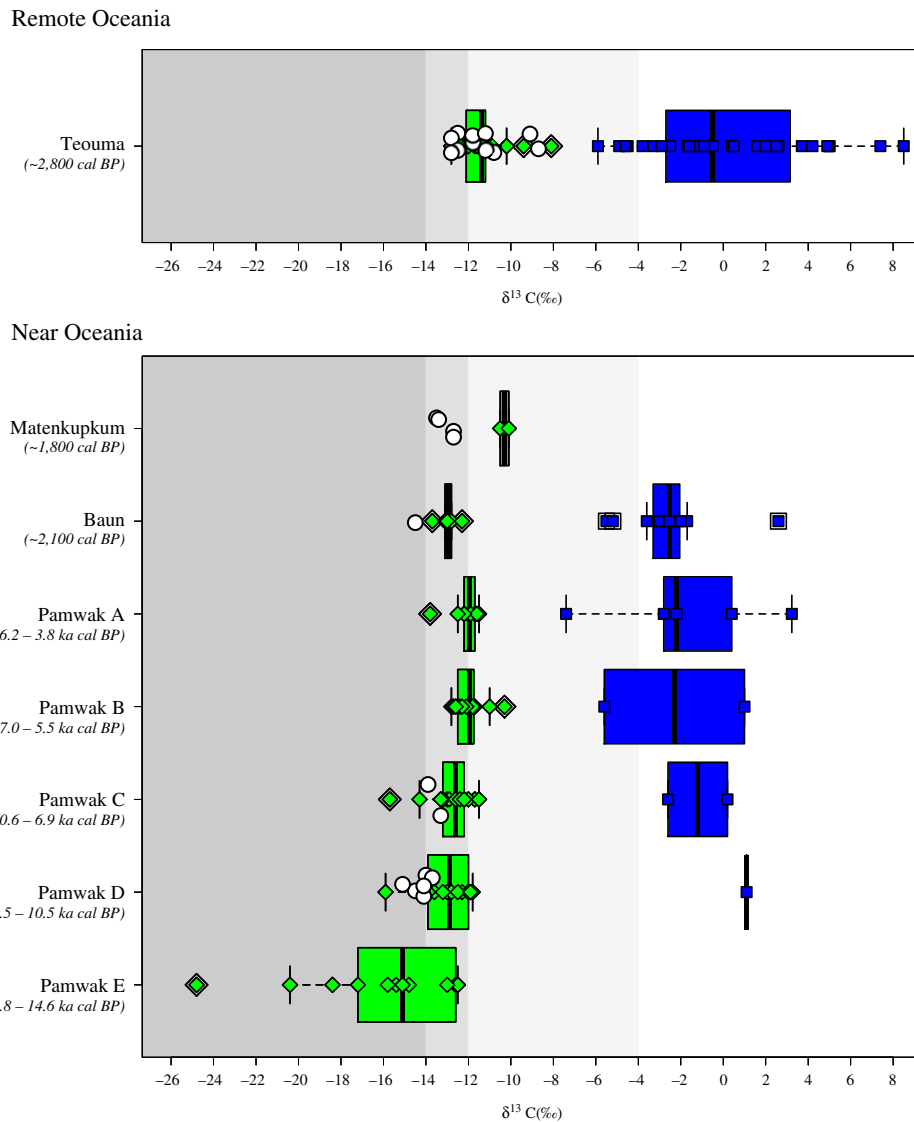 Remote Oceania
Teouma
(~2,800 cal BP)
–26 –24 –22 –20 –18 –16 –14 –12 –10 –8 –6 –4 –2 0 2 4 6 8
δ¹³ C(‰)
Near Oceania
Matenkupkum
(~1,800 cal BP)
Baun
(~2,100 cal BP)
Pamwak A
6.2 – 3.8 ka cal BP)
Pamwak B
7.0 – 5.5 ka cal BP)
Pamwak C
0.6 – 6.9 ka cal BP)
Pamwak D
.5 – 10.5 ka cal BP)
Pamwak E
.8 – 14.6 ka cal BP)
–26 –24 –22 –20 –18 –16 –14 –12 –10 –8 –6 –4 –2 0 2 4 6 8
δ¹³ C(‰)